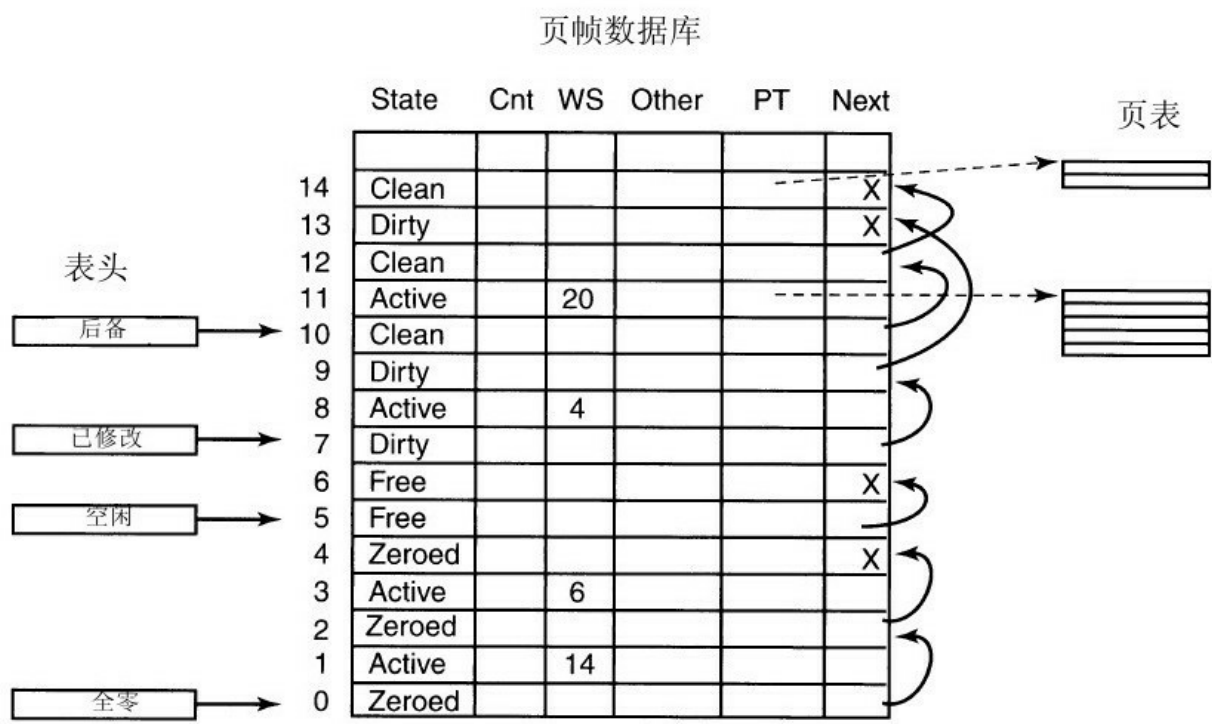 页帧数据库
State Cnt WS Other PT Next
页表
14 Clean X
13 Dirty X
表头
12 Clean
11 Active 20
后备
10 Clean
9 Dirty
8 Active 4
已修改
7 Dirty
6 Free X
空闲
5 Free
4 Zeroed X
3 Active 6
2 Zeroed
1 Active 14
全零
0 Zeroed